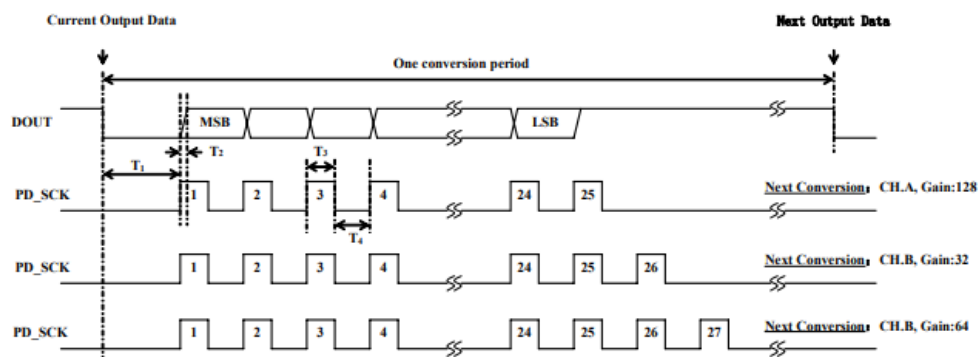 Current Output Data
Next Output Data
One conversion period
DOUT
MSB
LSB
T₂
T₃
T₁
PD_SCK
1
2
3
4
24
25
Next Conversion: CH.A, Gain:128
T₄
PD_SCK
1
2
3
4
24
25
26
Next Conversion: CH.B, Gain:32
PD_SCK
1
2
3
4
24
25
26
27
Next Conversion: CH.B, Gain:64